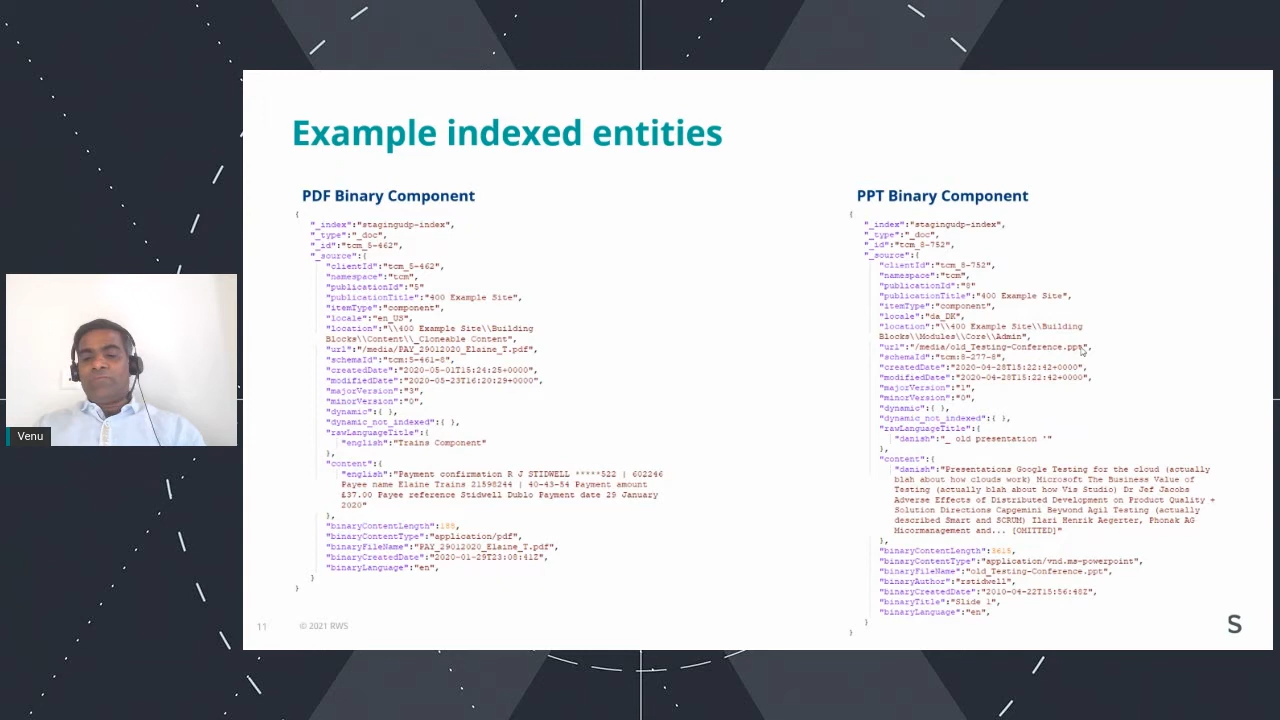 Example indexed entities
PDF Binary Component
{
"_index":"stagingudp-index",
"_type":"_doc",
"_id":"tcm_5-462",
"_source":{
"clientId":"tcm_5-462",
"namespace":"tcm",
"publicationId":"5"
"publicationTitle":"400 Example Site",
"itemType":"component",
"locale":"en_US",
"location":"\\400 Example Site\\Building
Blocks\\Content\\_Cloneable Content",
"url":"/media/PAY_29012020_Elaine_T.pdf",
"schemaId":"tcm:5-461-8",
"createdDate":"2020-05-01T15:24:25+0000",
"modifiedDate":"2020-05-23T16:20:29+0000",
"majorVersion":"3",
"minorVersion":"0",
"dynamic":{ },
"dynamic_not_indexed":{ },
"rawLanguageTitle":{
"english":"Trains Component"
},
"content":{
"english":"Payment confirmation R J STIDWELL *****522 | 602246
Payee name Elaine Trains 21598244 | 40-43-54 Payment amount
£37.00 Payee reference Stidwell Dublo Payment date 29 January
2020"
},
"binaryContentLength":188,
"binaryContentType":"application/pdf",
"binaryFileName":"PAY_29012020_Elaine_T.pdf",
"binaryCreatedDate":"2020-01-29T23:08:41Z",
"binaryLanguage":"en",
}
}
PPT Binary Component
{
"_index":"stagingudp-index",
"_type":"_doc",
"_id":"tcm_8-752",
"_source":{
"clientId":"tcm_8-752",
"namespace":"tcm",
"publicationId":"8"
"publicationTitle":"400 Example Site",
"itemType":"component",
"locale":"da_DK",
"location":"\\400 Example Site\\Building
Blocks\\Modules\\Core\\Admin",
"url":"/media/old_Testing-Conference.ppt",
"schemaId":"tcm:8-277-8",
"createdDate":"2020-04-28T15:22:42+0000",
"modifiedDate":"2020-04-28T15:22:42+0000",
"majorVersion":"1",
"minorVersion":"0",
"dynamic":{ },
"dynamic_not_indexed":{ },
"rawLanguageTitle":{
"danish":"_ old presentation '"
},
"content":{
"danish":"Presentations Google Testing for the cloud (actually
blah about how clouds work) Microsoft The Business Value of
Testing (actually blah about how Vis Studio) Dr Jef Jacobs
Adverse Effects of Distributed Development on Product Quality +
Solution Directions Capgemini Beywond Agil Testing (actually
described Smart and SCRUM) Ilari Henrik Aegerter, Phonak AG
Micormanagement and... [OMITTED]"
},
"binaryContentLength":3615,
"binaryContentType":"application/vnd.ms-powerpoint",
"binaryFileName":"old_Testing-Conference.ppt",
"binaryAuthor":"rstidwell",
"binaryCreatedDate":"2010-04-22T15:56:48Z",
"binaryTitle":"Slide 1",
"binaryLanguage":"en",
}
}
11
© 2021 RWS
S
Venu